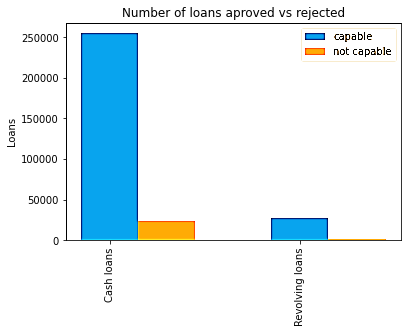 Number of loans aproved vs rejected
capable
not capable
Loans
250000
200000
150000
100000
50000
0
Cash loans
Revolving loans